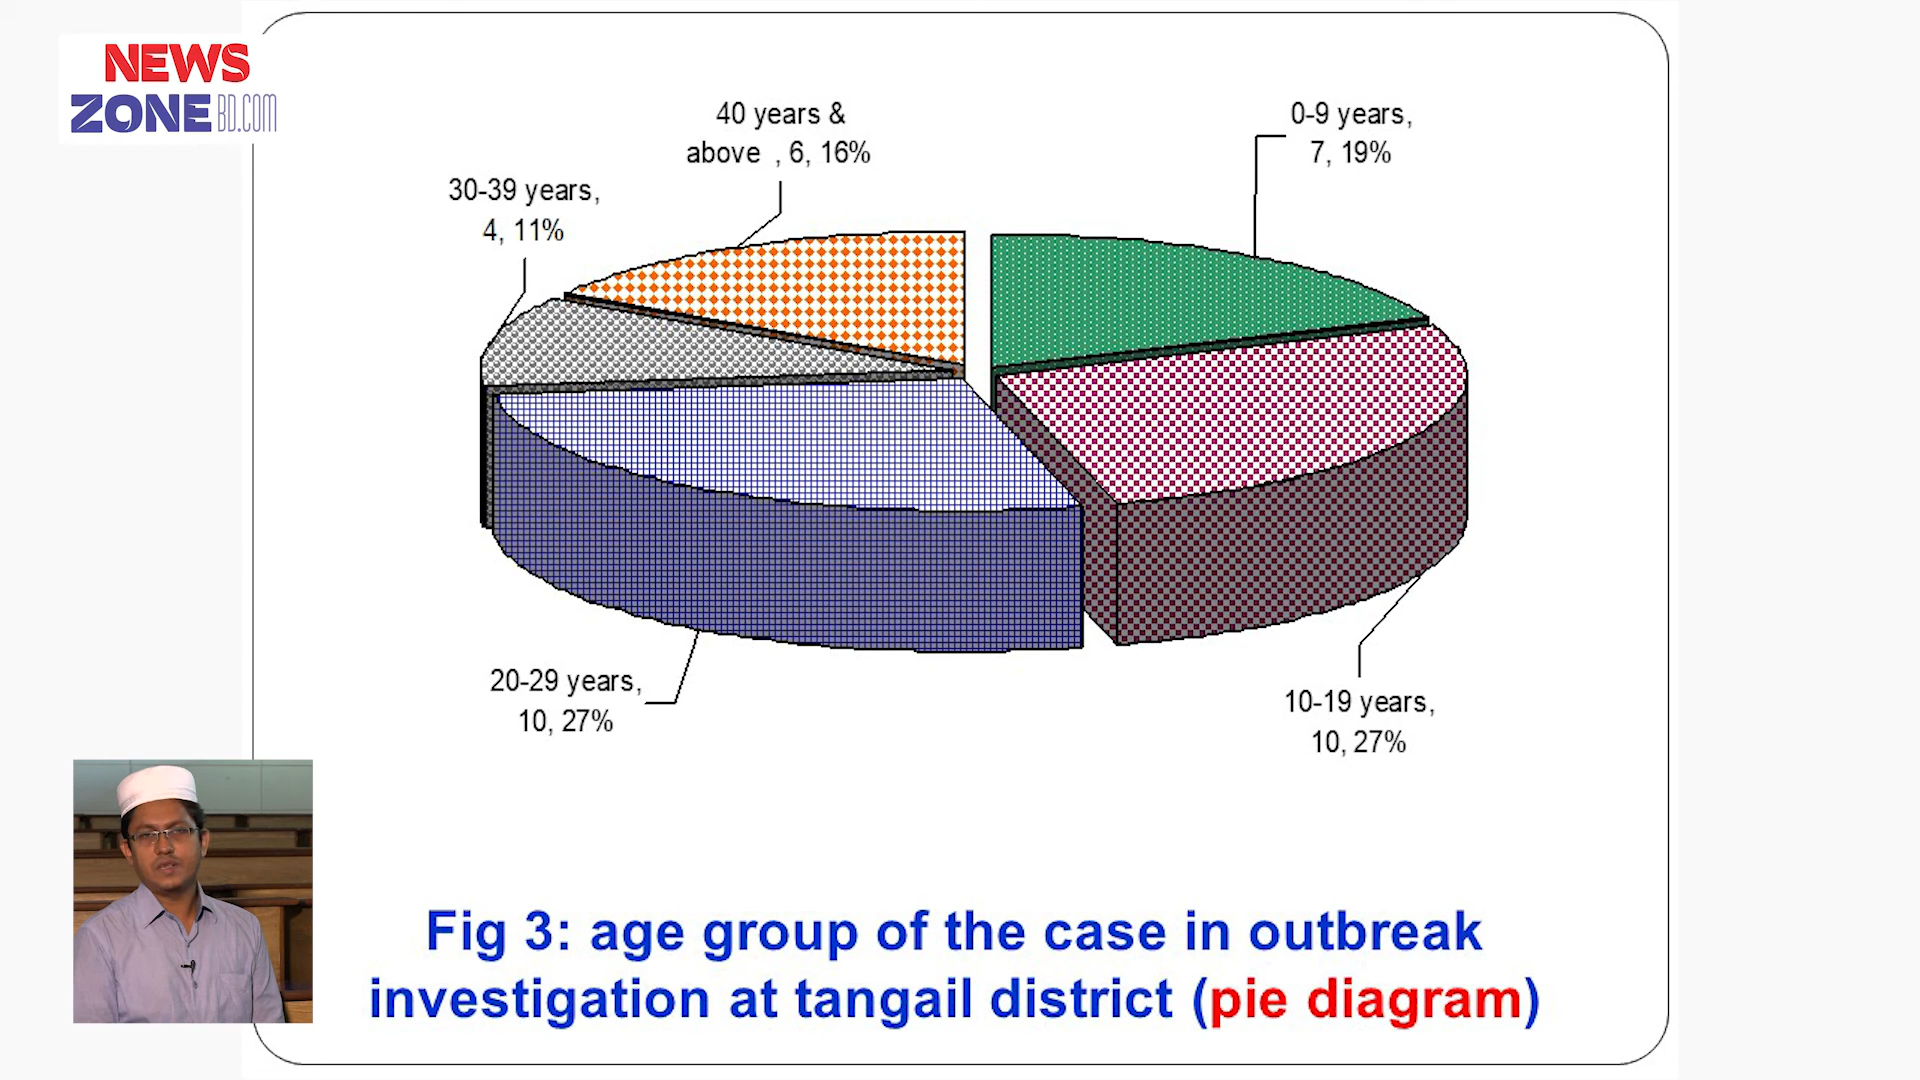 NEWS
ZONEBD.COM
40 years &
above , 6, 16%
0-9 years,
7, 19%
30-39 years,
4, 11%
20-29 years,
10, 27%
10-19 years,
10, 27%
Fig 3: age group of the case in outbreak
investigation at tangail district (pie diagram)